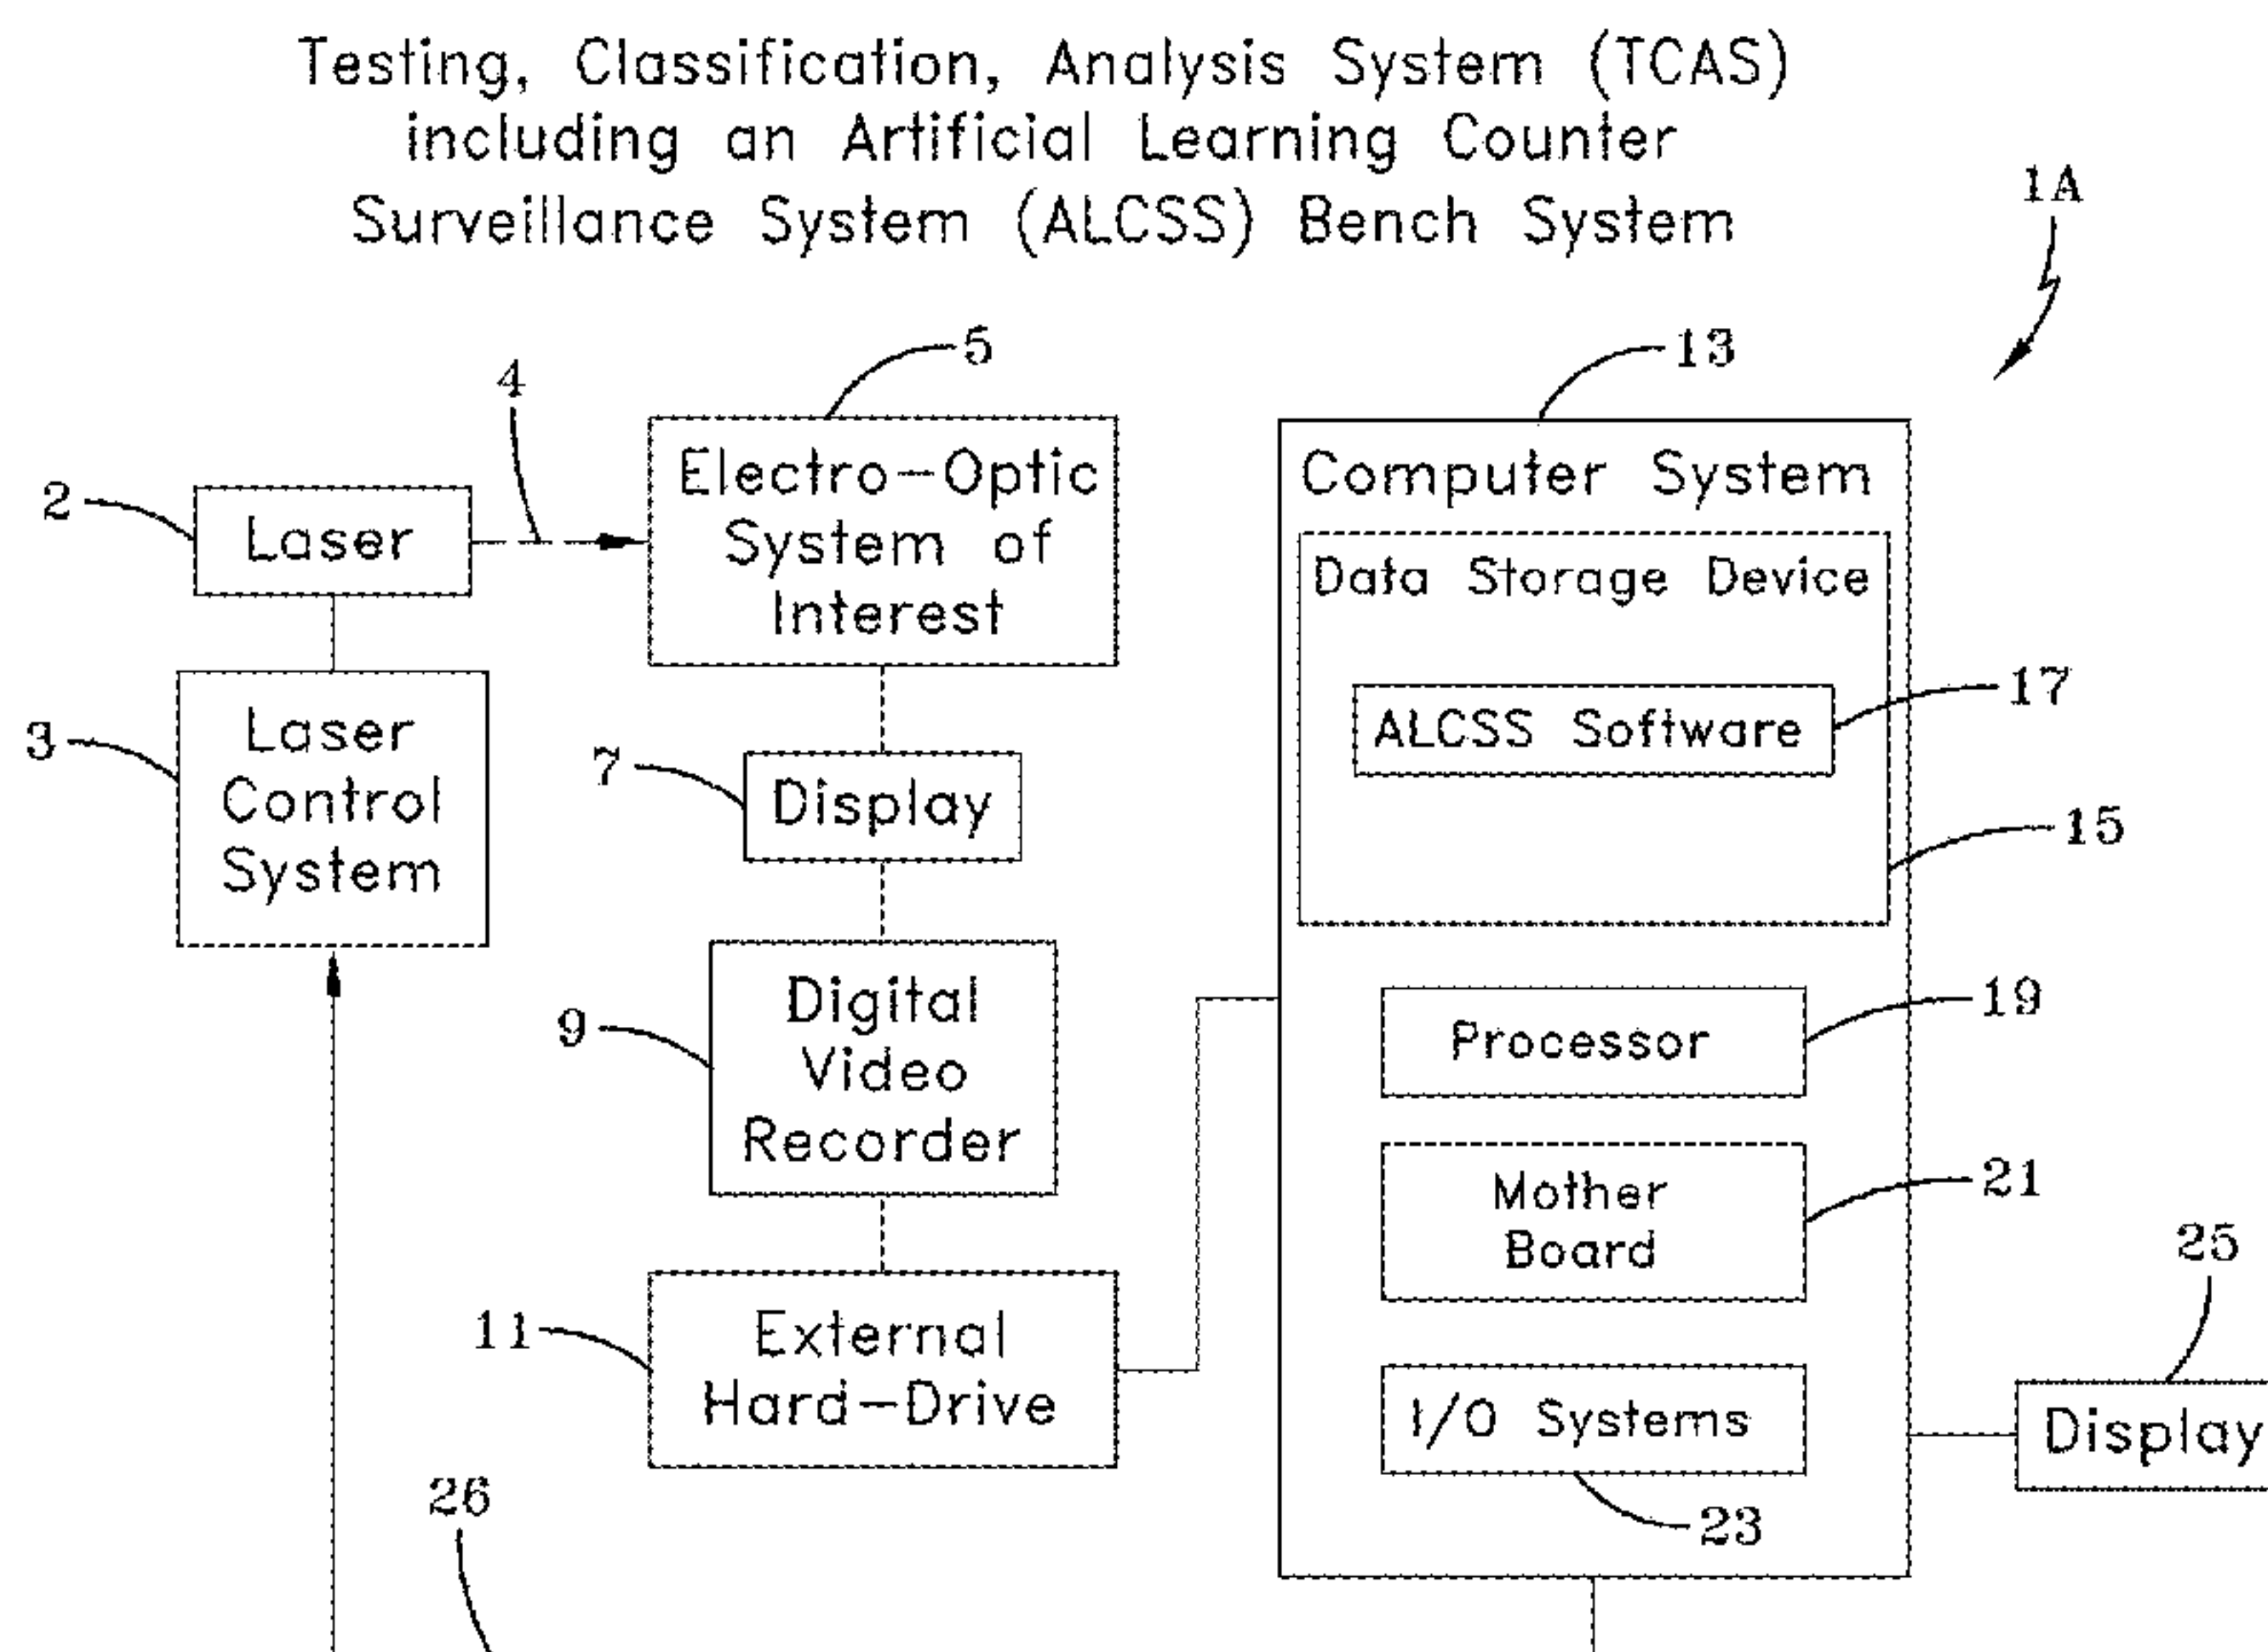 Testing, Classification, Analysis System (TCAS)
including an Artificial Learning Counter
Surveillance System (ALCSS) Bench System
1A
5
13
4
Electro-Optic
System of
Interest
Computer System
2
Laser
Data Storage Device
17
ALCSS Software
3
Laser
Control
System
7
Display
15
9
Digital
Video
Recorder
19
Processor
21
Mother
Board
25
11
External
Hard-Drive
I/O Systems
Display
26
23